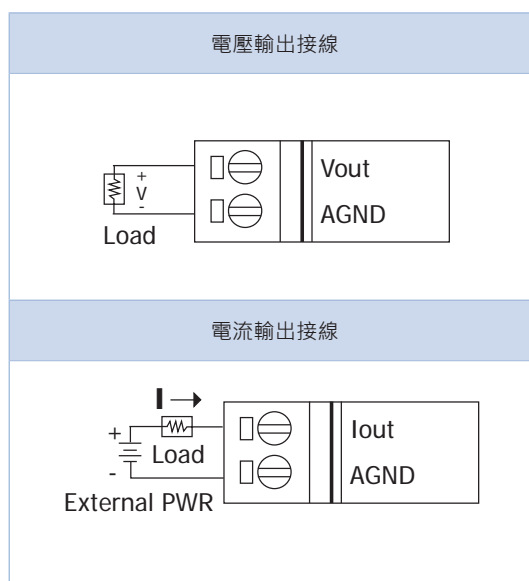 電壓輸出接線
Vout
+
V
-
AGND
Load
電流輸出接線
I
+
Iout
Load
-
AGND
External PWR